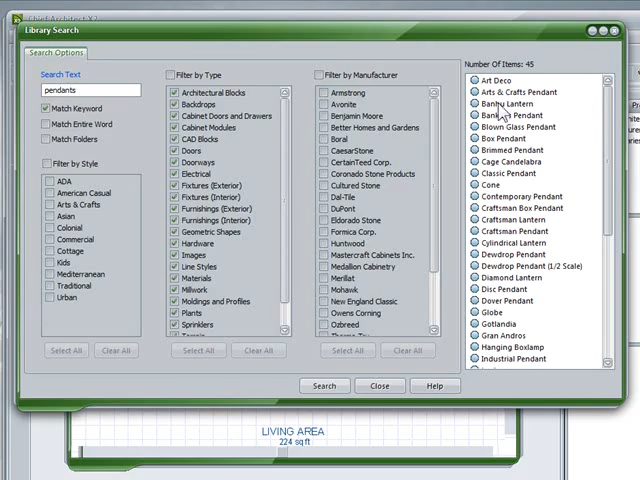 Chief Architect X2
Library Search
Search Options
Search Text
pendants
Match Keyword
Match Entire Word
Match Folders
Filter by Style
ADA
American Casual
Arts & Crafts
Asian
Colonial
Commercial
Cottage
Kids
Mediterranean
Traditional
Urban
Select All
Clear All
Filter by Type
Architectural Blocks
Backdrops
Cabinet Doors and Drawers
Cabinet Modules
CAD Blocks
Doors
Doorways
Electrical
Fixtures (Exterior)
Fixtures (Interior)
Furnishings (Exterior)
Furnishings (Interior)
Geometric Shapes
Hardware
Images
Line Styles
Materials
Millwork
Moldings and Profiles
Plants
Sprinklers
Select All
Clear All
Filter by Manufacturer
Armstrong
Avonite
Benjamin Moore
Better Homes and Gardens
Boral
CaesarStone
CertainTeed Corp.
Coronado Stone Products
Cultured Stone
Dal-Tile
DuPont
Eldorado Stone
Formica Corp.
Huntwood
Mastercraft Cabinets Inc.
Medallion Cabinetry
Merillat
Mohawk
New England Classic
Owens Corning
Ozbreed
Select All
Clear All
Number Of Items: 45
Art Deco
Arts & Crafts Pendant
Banbu Lantern
Pendant
Blown Glass Pendant
Box Pendant
Brimmed Pendant
Cage Candelabra
Classic Pendant
Cone
Contemporary Pendant
Craftsman Box Pendant
Craftsman Lantern
Craftsman Pendant
Cylindrical Lantern
Dewdrop Pendant
Dewdrop Pendant (1/2 Scale)
Diamond Lantern
Disc Pendant
Dover Pendant
Globe
Gotlandia
Gran Andros
Hanging Boxlamp
Industrial Pendant
Search
Close
Help
LIVING AREA
224 sq ft